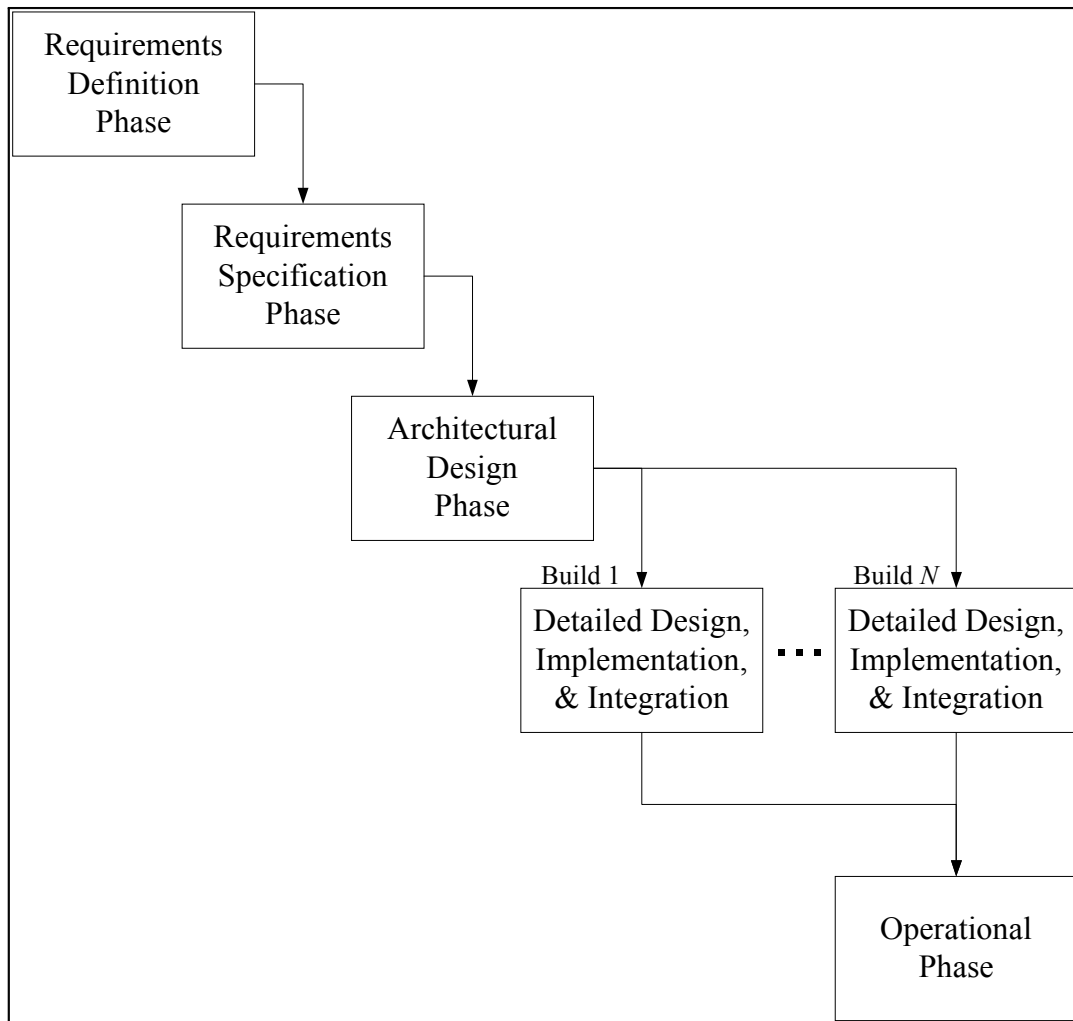 Requirements
Definition
Phase
Requirements
Specification
Phase
Architectural
Design
Phase
Build 1
Detailed Design,
Implementation,
& Integration
Build N
Detailed Design,
Implementation,
& Integration
Operational
Phase